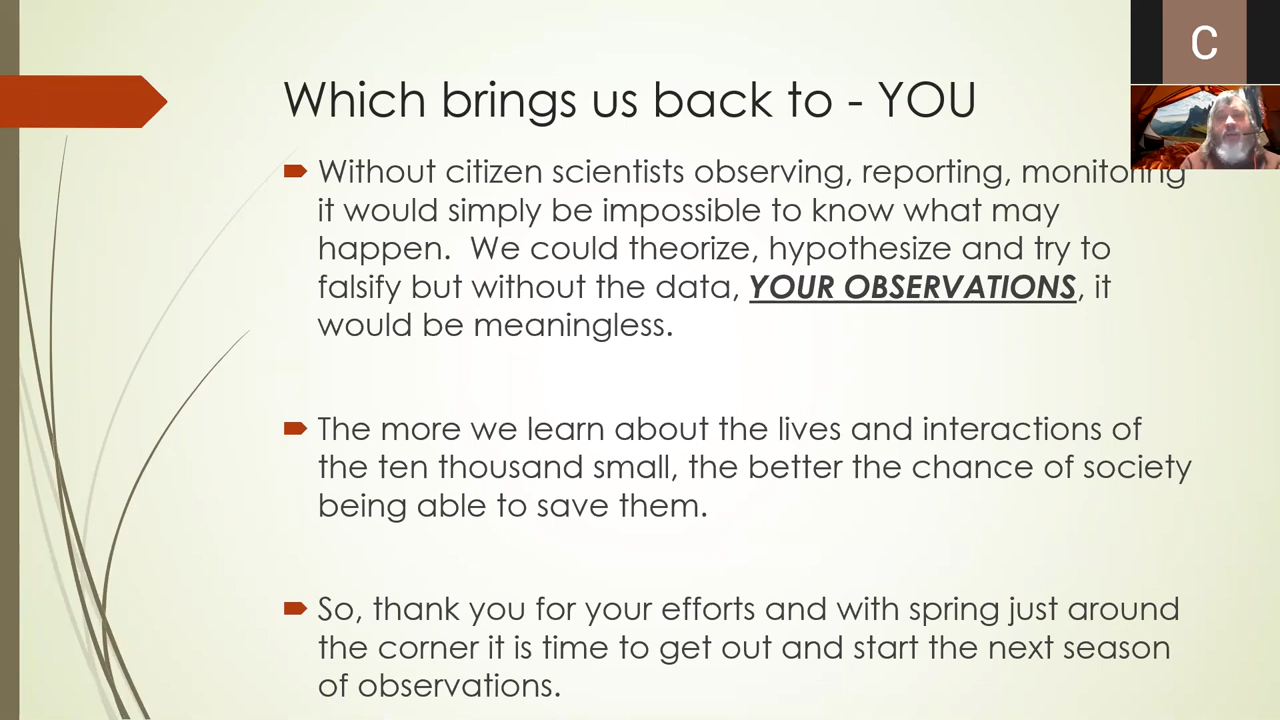 C
Which brings us back to - YOU
Without citizen scientists observing, reporting, monitoring
it would simply be impossible to know what may
happen.  We could theorize, hypothesize and try to
falsify but without the data, YOUR OBSERVATIONS, it
would be meaningless.
The more we learn about the lives and interactions of
the ten thousand small, the better the chance of society
being able to save them.
So, thank you for your efforts and with spring just around
the corner it is time to get out and start the next season
of observations.